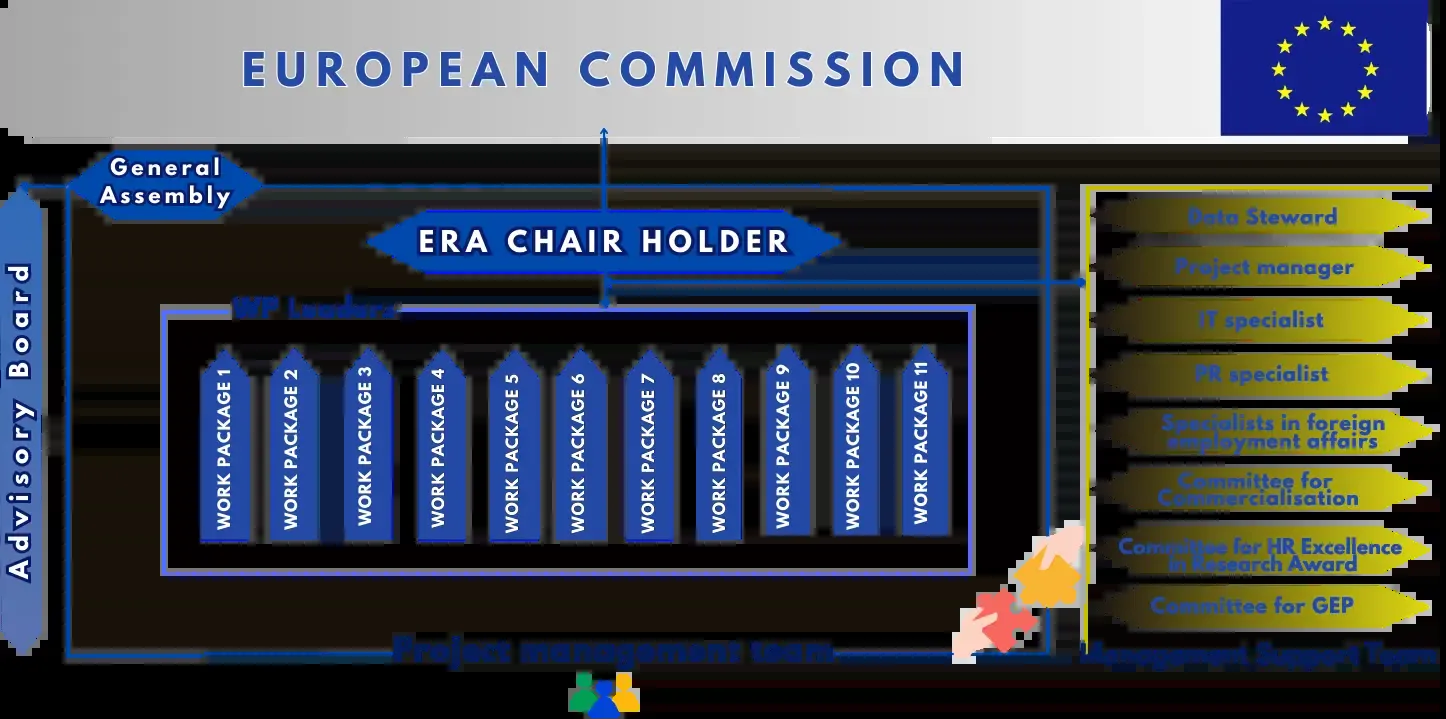 EUROPEAN COMMISSION
General
Assembly
ERA CHAIR HOLDER
Advisory Board
WP Leaders
WORK PACKAGE 1
WORK PACKAGE 2
WORK PACKAGE 3
WORK PACKAGE 4
WORK PACKAGE 5
WORK PACKAGE 6
WORK PACKAGE 7
WORK PACKAGE 8
WORK PACKAGE 9
WORK PACKAGE 10
WORK PACKAGE 11
Project management team
Data Steward
Project manager
IT specialist
PR specialist
Specialists in foreign
employment affairs
Committee for
Commercialisation
Committee for HR Excellence
in Research Award
Committee for GEP
Management Support Team